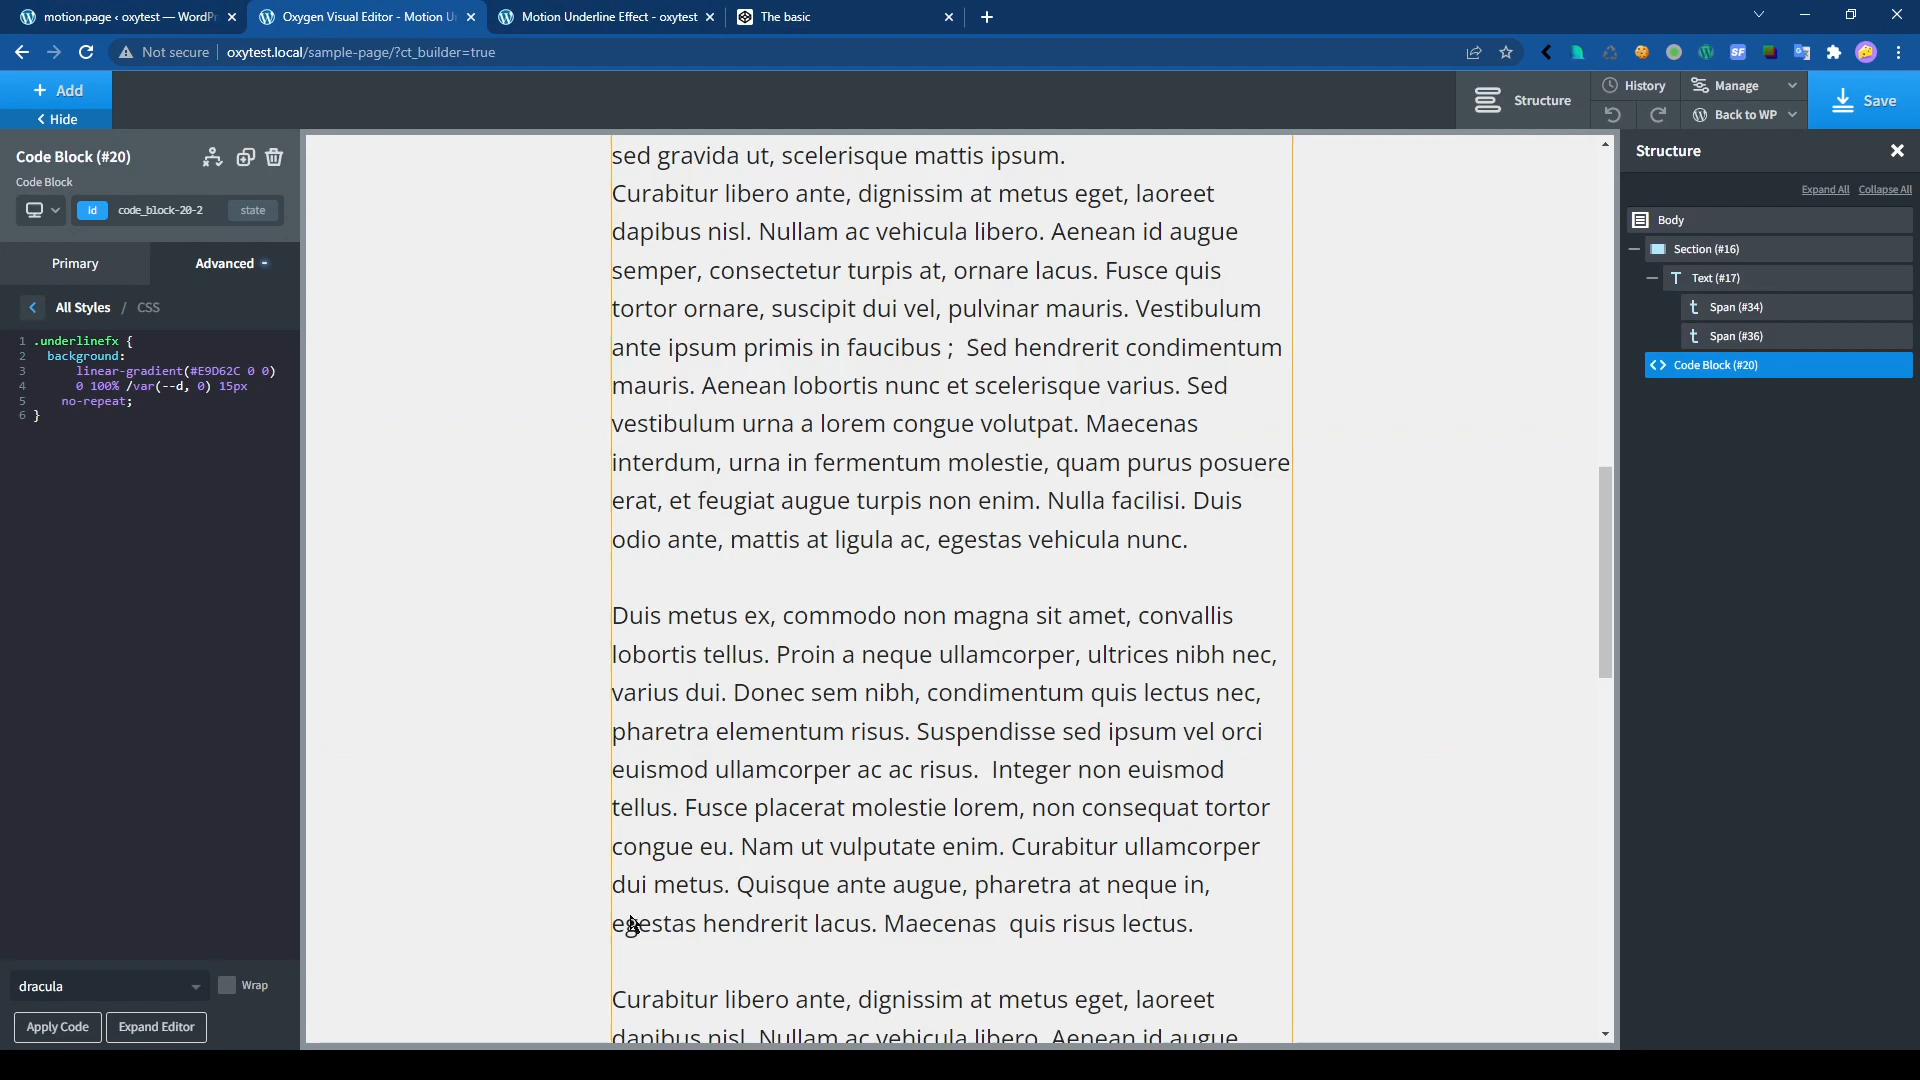 motion.page ‹ oxytest — WordPr
Oxygen Visual Editor - Motion U
Motion Underline Effect - oxytest
The basic
Not secure
oxytest.local/sample-page/?ct_builder=true
SF
+ Add
Hide
Structure
History
Manage
Back to WP
Save
Code Block (#20)
Code Block
id
code_block-20-2
state
Primary
Advanced
All Styles / CSS
1 .underlinefx {
2 background:
3 linear-gradient(#E9D62C 0 0)
4 0 100% /var(--d, 0) 15px
5 no-repeat;
6 }
dracula
Wrap
Apply Code
Expand Editor
sed gravida ut, scelerisque mattis ipsum.
Curabitur libero ante, dignissim at metus eget, laoreet
dapibus nisl. Nullam ac vehicula libero. Aenean id augue
semper, consectetur turpis at, ornare lacus. Fusce quis
tortor ornare, suscipit dui vel, pulvinar mauris. Vestibulum
ante ipsum primis in faucibus ;  Sed hendrerit condimentum
mauris. Aenean lobortis nunc et scelerisque varius. Sed
vestibulum urna a lorem congue volutpat. Maecenas
interdum, urna in fermentum molestie, quam purus posuere
erat, et feugiat augue turpis non enim. Nulla facilisi. Duis
odio ante, mattis at ligula ac, egestas vehicula nunc.
Duis metus ex, commodo non magna sit amet, convallis
lobortis tellus. Proin a neque ullamcorper, ultrices nibh nec,
varius dui. Donec sem nibh, condimentum quis lectus nec,
pharetra elementum risus. Suspendisse sed ipsum vel orci
euismod ullamcorper ac ac risus.  Integer non euismod
tellus. Fusce placerat molestie lorem, non consequat tortor
congue eu. Nam ut vulputate enim. Curabitur ullamcorper
dui metus. Quisque ante augue, pharetra at neque in,
egestas hendrerit lacus. Maecenas  quis risus lectus.
Curabitur libero ante, dignissim at metus eget, laoreet
dapibus nisl. Nullam ac vehicula libero. Aenean id augue
Structure
Expand All
Collapse All
Body
Section (#16)
Text (#17)
Span (#34)
Span (#36)
Code Block (#20)